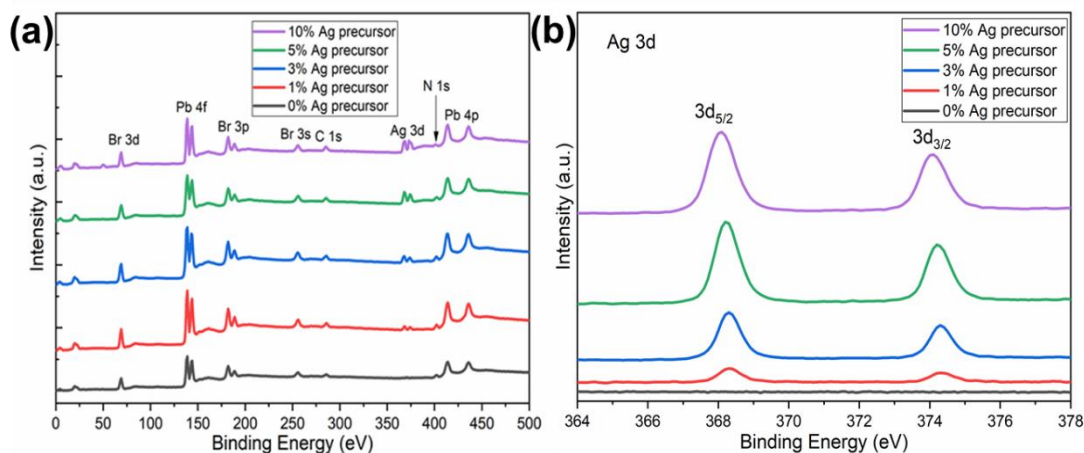 (a)
10% Ag precursor
5% Ag precursor
3% Ag precursor
1% Ag precursor
0% Ag precursor
N 1s
Pb 4f
Br 3d
Br 3p
Br 3s
C 1s
Ag 3d
Pb 4p
Intensity (a.u.)
0 50 100 150 200 250 300 350 400 450 500
Binding Energy (eV)
(b)
Ag 3d
10% Ag precursor
5% Ag precursor
3% Ag precursor
1% Ag precursor
0% Ag precursor
3d5/2
3d3/2
Intensity (a.u.)
364 366 368 370 372 374 376 378
Binding Energy (eV)